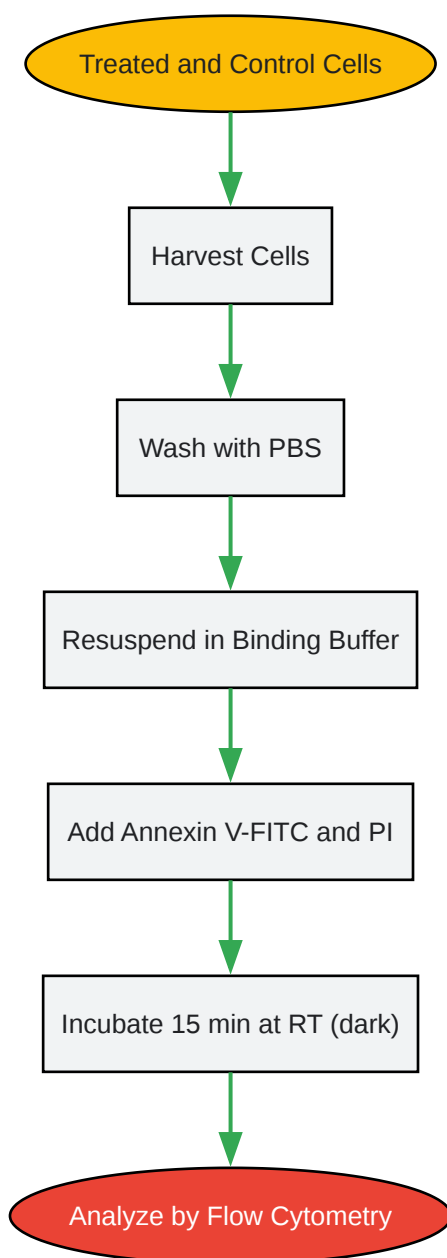 Treated and Control Cells
Harvest Cells
Wash with PBS
Resuspend in Binding Buffer
Add Annexin V-FITC and PI
Incubate 15 min at RT (dark)
Analyze by Flow Cytometry